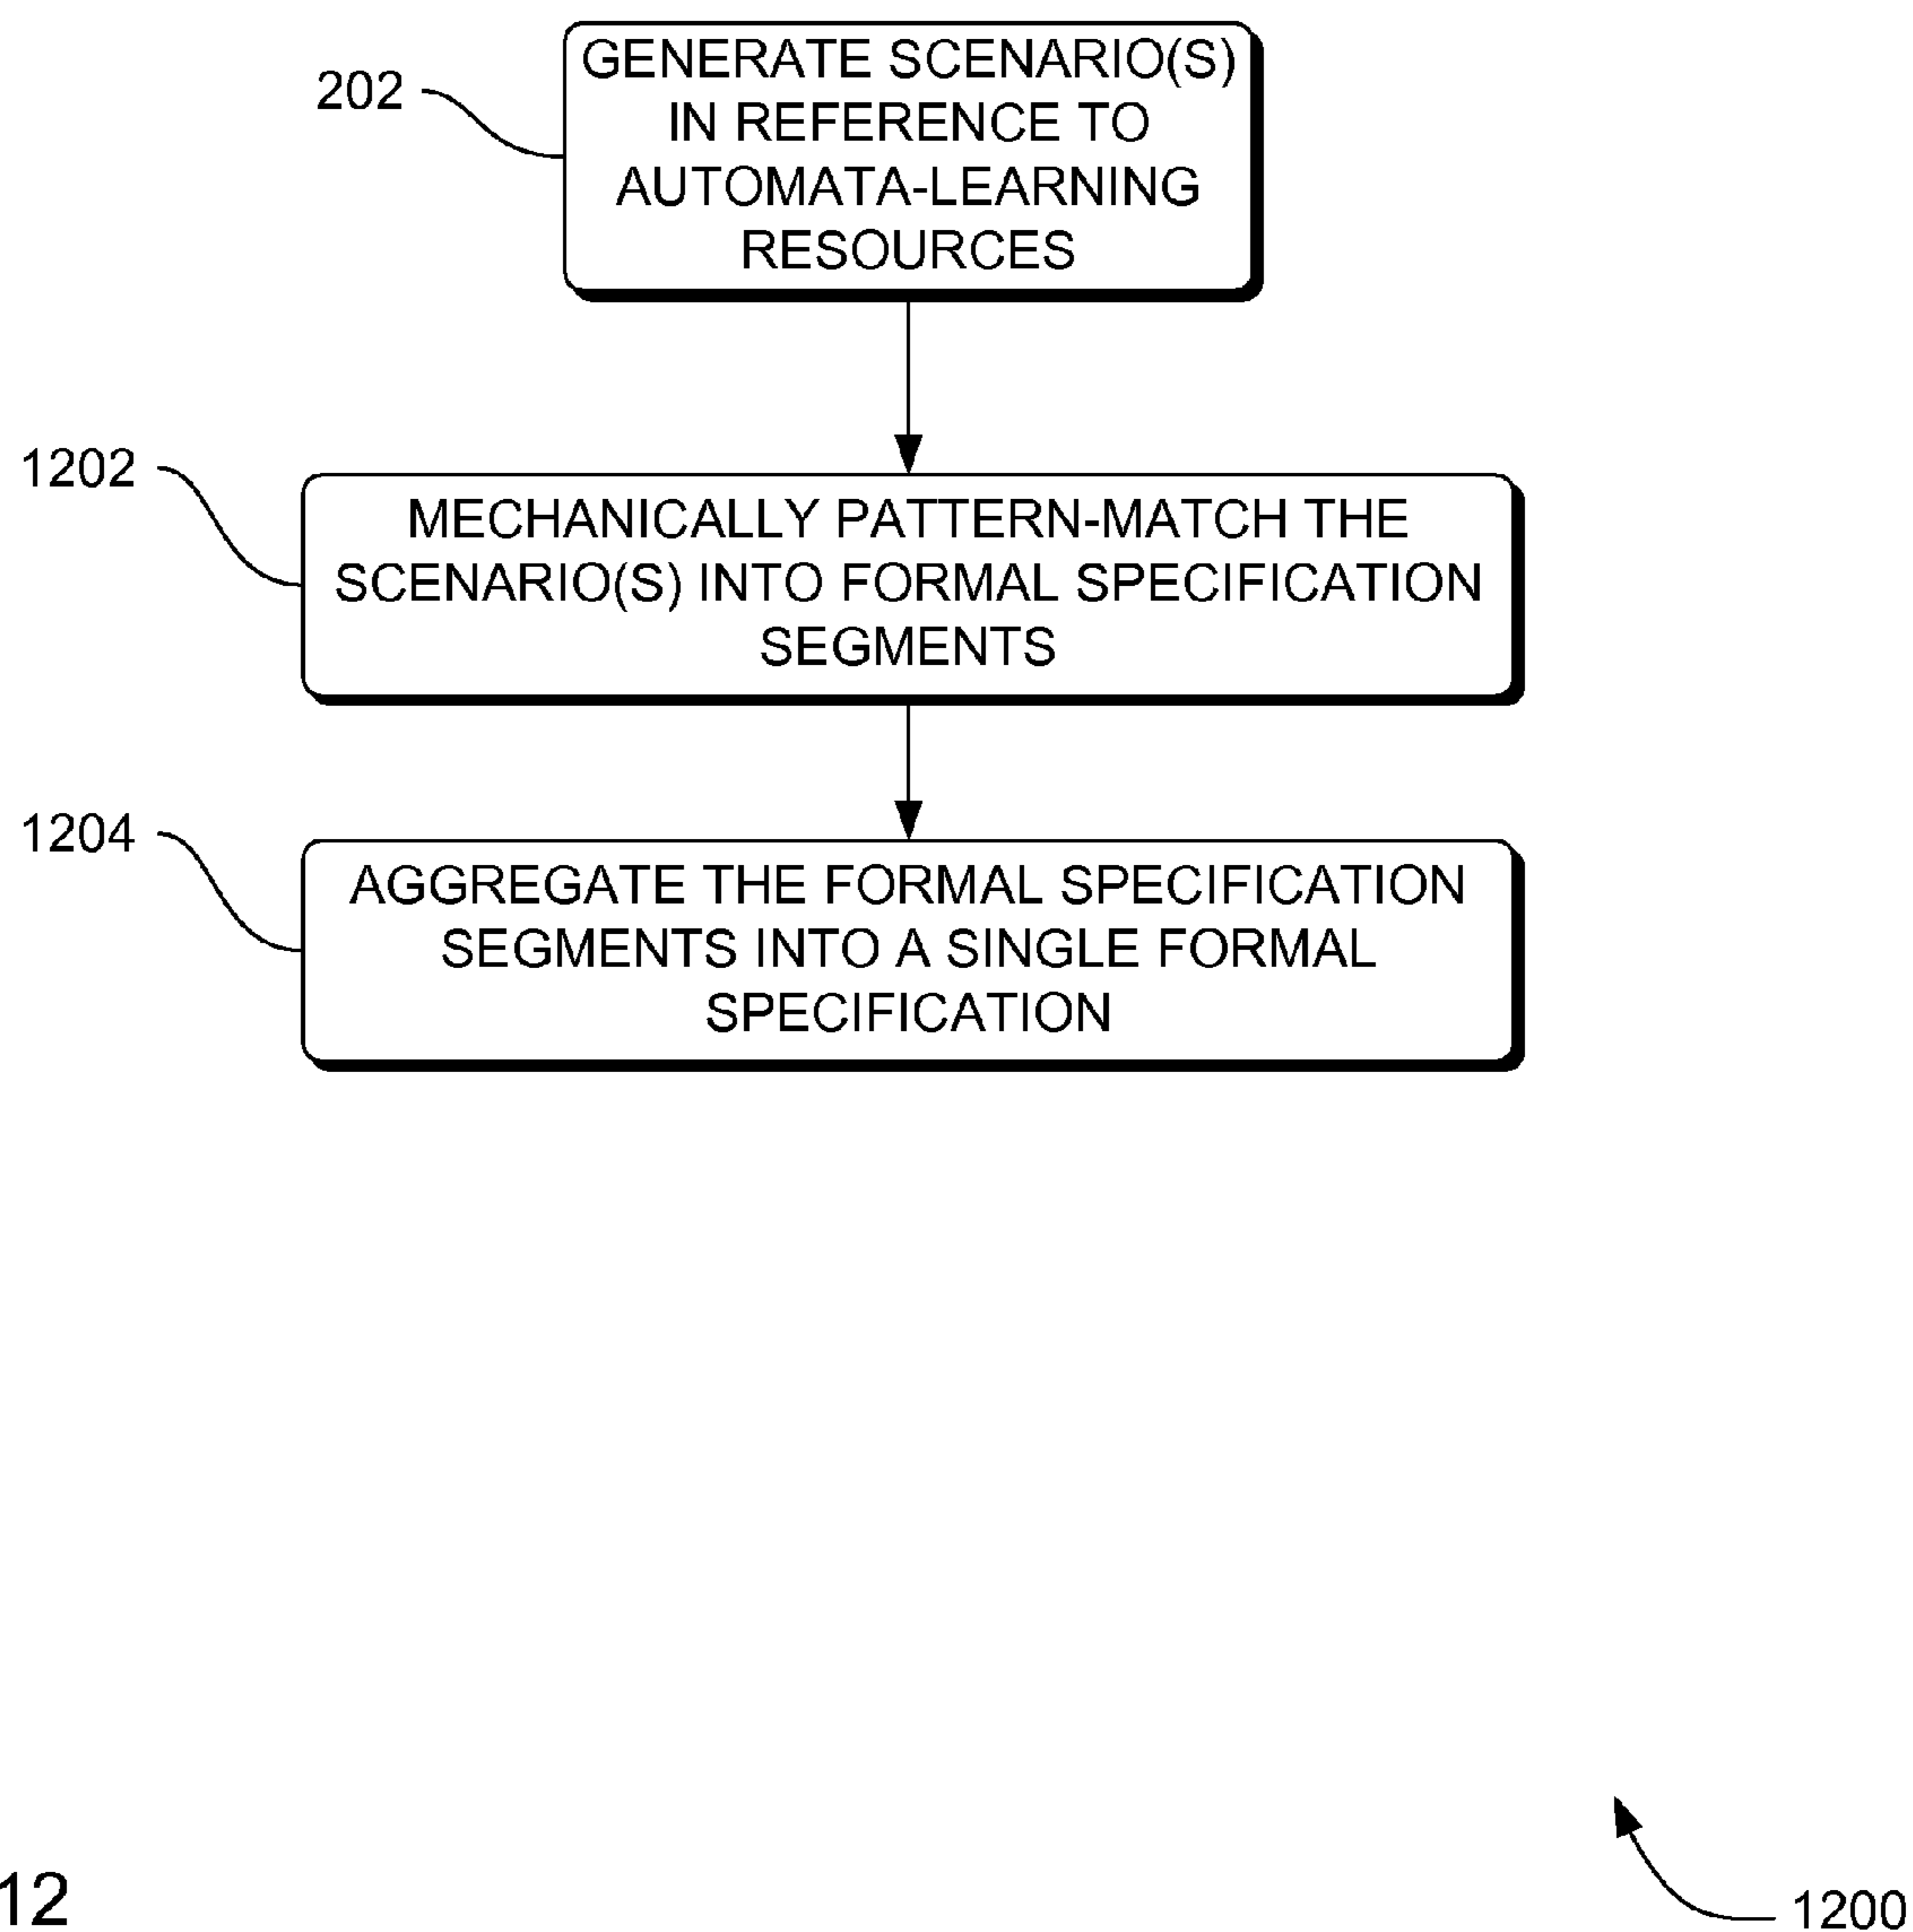 202
GENERATE SCENARIO(S)
IN REFERENCE TO
AUTOMATA-LEARNING
RESOURCES
1202
MECHANICALLY PATTERN-MATCH THE
SCENARIO(S) INTO FORMAL SPECIFICATION
SEGMENTS
1204
AGGREGATE THE FORMAL SPECIFICATION
SEGMENTS INTO A SINGLE FORMAL
SPECIFICATION
12
1200